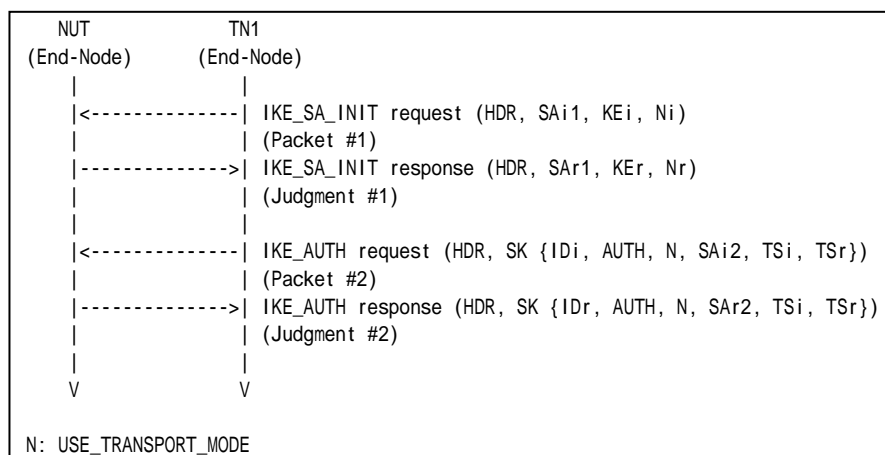 NUT                TN1
(End-Node)        (End-Node)
    |                  |
    |<--------------| IKE_SA_INIT request (HDR, SAi1, KEi, Ni)
    |                  | (Packet #1)
    |-------------->| IKE_SA_INIT response (HDR, SAr1, KEr, Nr)
    |                  | (Judgment #1)
    |                  |
    |<--------------| IKE_AUTH request (HDR, SK {IDi, AUTH, N, SAi2, TSi, TSr})
    |                  | (Packet #2)
    |-------------->| IKE_AUTH response (HDR, SK {IDr, AUTH, N, SAr2, TSi, TSr})
    |                  | (Judgment #2)
    |                  |
    V                  V
N: USE_TRANSPORT_MODE